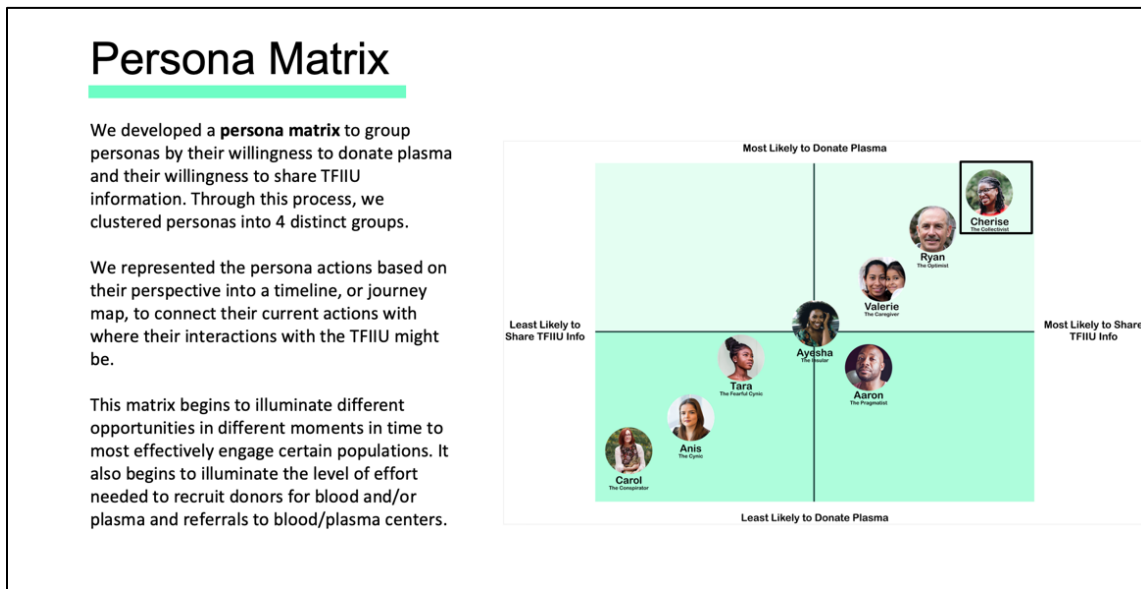 Persona Matrix
We developed a persona matrix to group
personas by their willingness to donate plasma
and their willingness to share TFIIU
information. Through this process, we
clustered personas into 4 distinct groups.
We represented the persona actions based on
their perspective into a timeline, or journey
map, to connect their current actions with
where their interactions with the TFIIU might
be.
This matrix begins to illuminate different
opportunities in different moments in time to
most effectively engage certain populations. It
also begins to illuminate the level of effort
needed to recruit donors for blood and/or
plasma and referrals to blood/plasma centers.
Most Likely to Donate Plasma
Cherise
The Collectivist
Ryan
The Optimist
Valerie
The Caregiver
Least Likely to
Share TFIIU Info
Most Likely to Share
TFIIU Info
Ayesha
The Insular
Tara
The Fearful Cynic
Aaron
The Pragmatist
Anis
The Cynic
Carol
The Conspirator
Least Likely to Donate Plasma